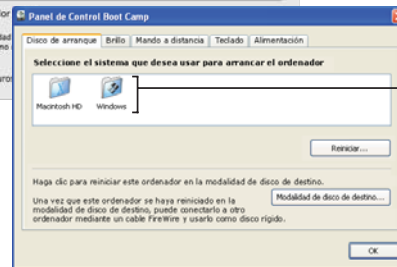 Panel de Control Boot Camp
Disco de arranque Brillo Mando a distancia Teclado Alimentación
Seleccione el sistema que desea usar para arrancar el ordenador
Macintosh HD Windows
Reiniciar...
Haga clic para reiniciar este ordenador en la modalidad de disco de destino.
Una vez que este ordenador se haya reiniciado en la
modalidad de disco de destino, puede conectarlo a otro
ordenador mediante un cable FireWire y usarlo como disco rígido.
Modalidad de disco de destino...
OK